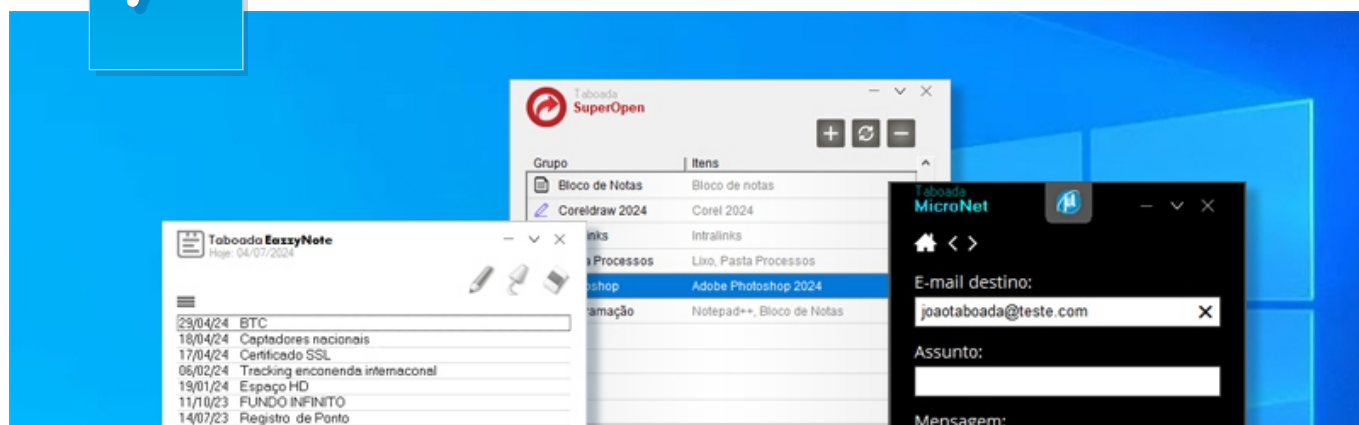 Taboada
SuperOpen
Grupo
Itens
Bloco de Notas
Bloco de notas
Coreldraw 2024
Corel 2024
inks
Intralinks
a Processos
Lixo, Pasta Processos
oshop
Adobe Photoshop 2024
ramação
Notepad++, Bloco de Notas
Taboada EazzyNote
Hoje: 04/07/2024
29/04/24 BTC
18/04/24 Captadores nacionais
17/04/24 Certificado SSL
06/02/24 Tracking enconenda internaconal
19/01/24 Espaço HD
11/10/23 FUNDO INFINITO
14/07/23 Registro de Ponto
Taboada
MicroNet
µ
E-mail destino:
joaotaboada@teste.com
Assunto:
Mensagem: